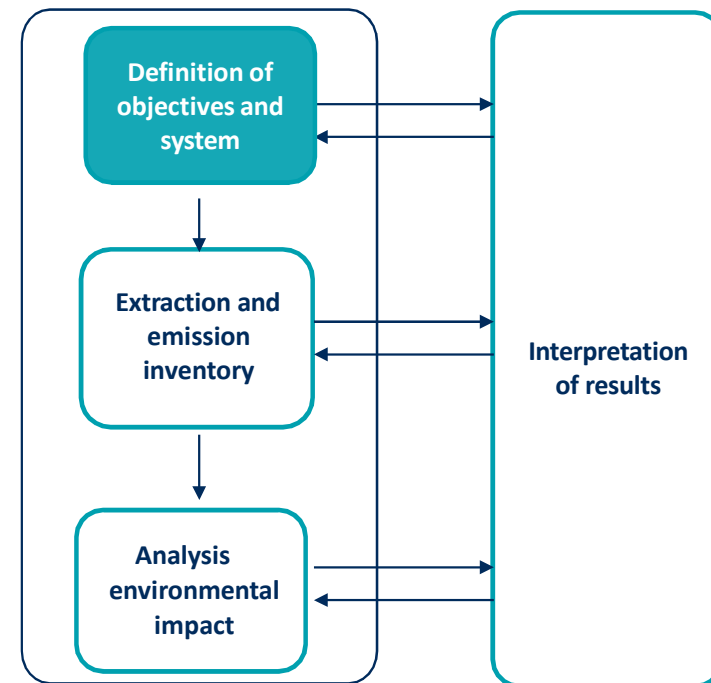 Definition of
objectives and
system
Extraction and
emission
inventory
Interpretation
of results
Analysis
environmental
impact